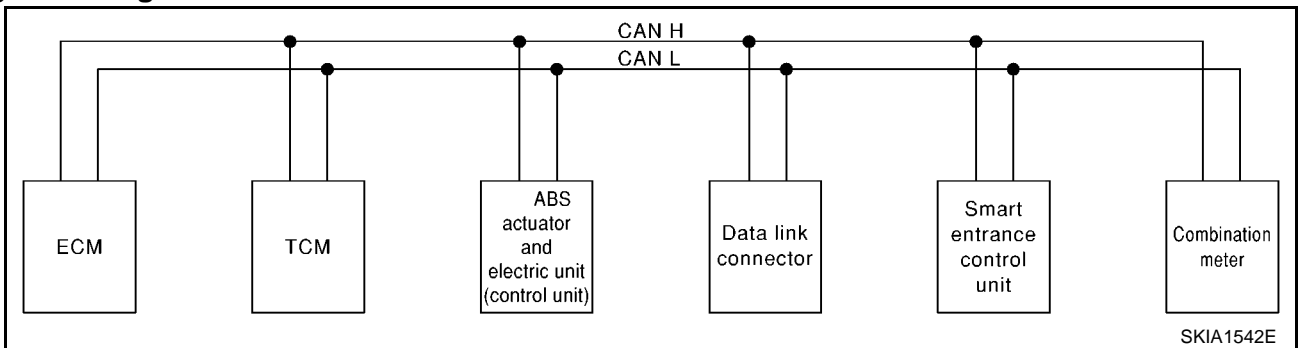 CAN H
CAN L
ECM
TCM
ABS
actuator
and
electric unit
(control unit)
Data link
connector
Smart
entrance
control
unit
Combination
meter
SKIA1542E